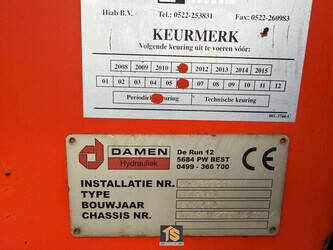 Hiab B.V. Tel.: 0522-253831 Fax: 0522-260983
KEURMERK
Volgende keuring uit te voeren vóór:
2008 2009 2010 2012 2013 2014 2015
01 02 03 04 05 07 08 09 10 11 12
Periodieke Technische keuring
DAMEN
Hydrauliek
De Run 12
5684 PW BEST
0499 - 366 700
CE
INSTALLATIE NR.
TYPE
BOUWJAAR
CHASSIS NR.
TS